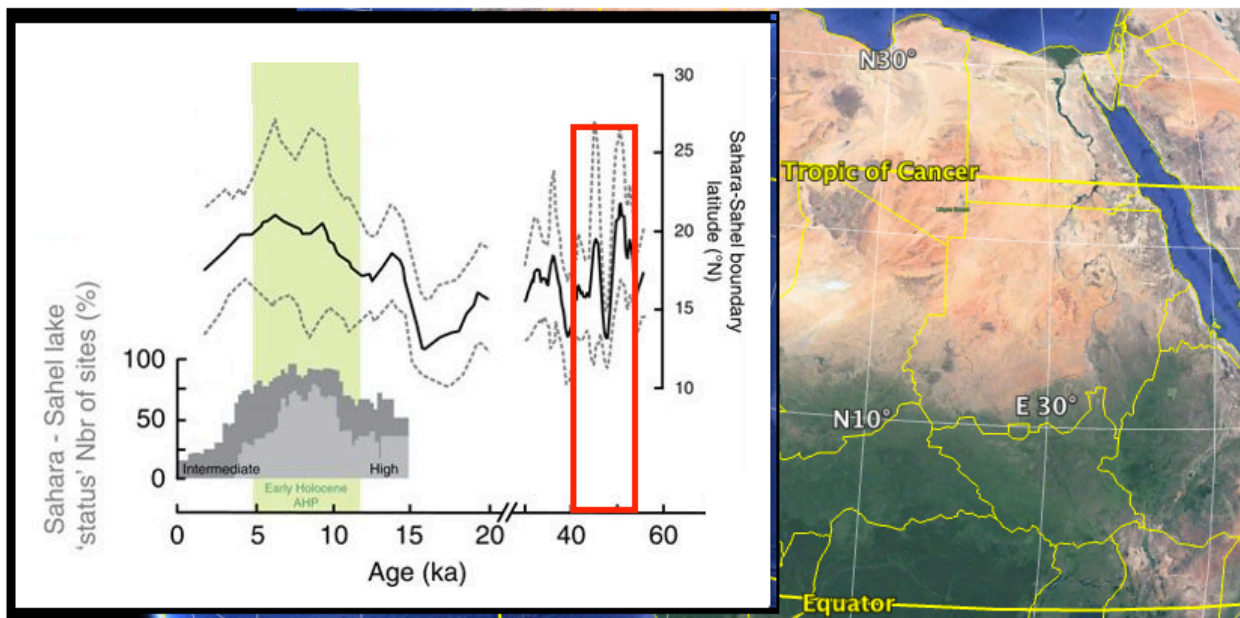 Sahara - Sahel lake
'status' Nbr of sites (%)
100
50
0
Intermediate
High
Early Holocene
AHP
0
5
10
15
20
40
60
Age (ka)
30
25
20
15
10
Sahara-Sahel boundary
latitude (°N)
N30°
Tropic of Cancer
N10°
E 30°
Equator